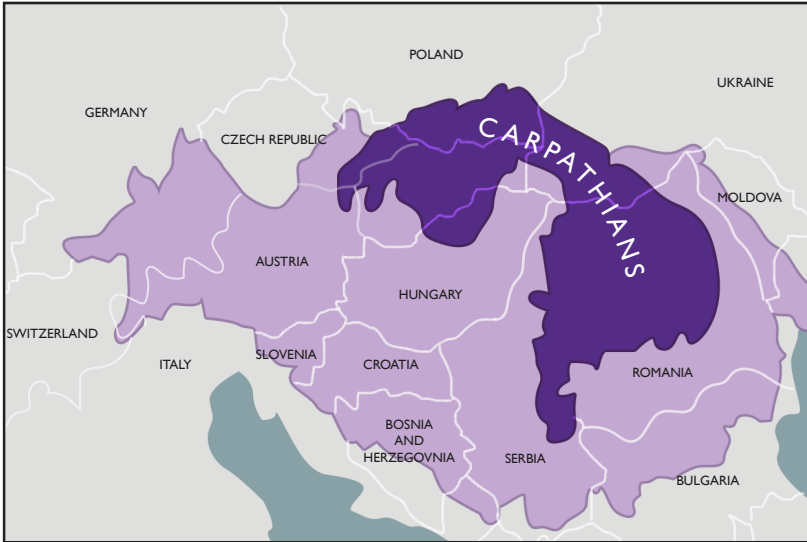 POLAND
UKRAINE
GERMANY
CZECH REPUBLIC
CARPATHIANS
MOLDOVA
AUSTRIA
HUNGARY
SWITZERLAND
SLOVENIA
ITALY
CROATIA
ROMANIA
BOSNIA
AND
HERZEGOVNIA
SERBIA
BULGARIA